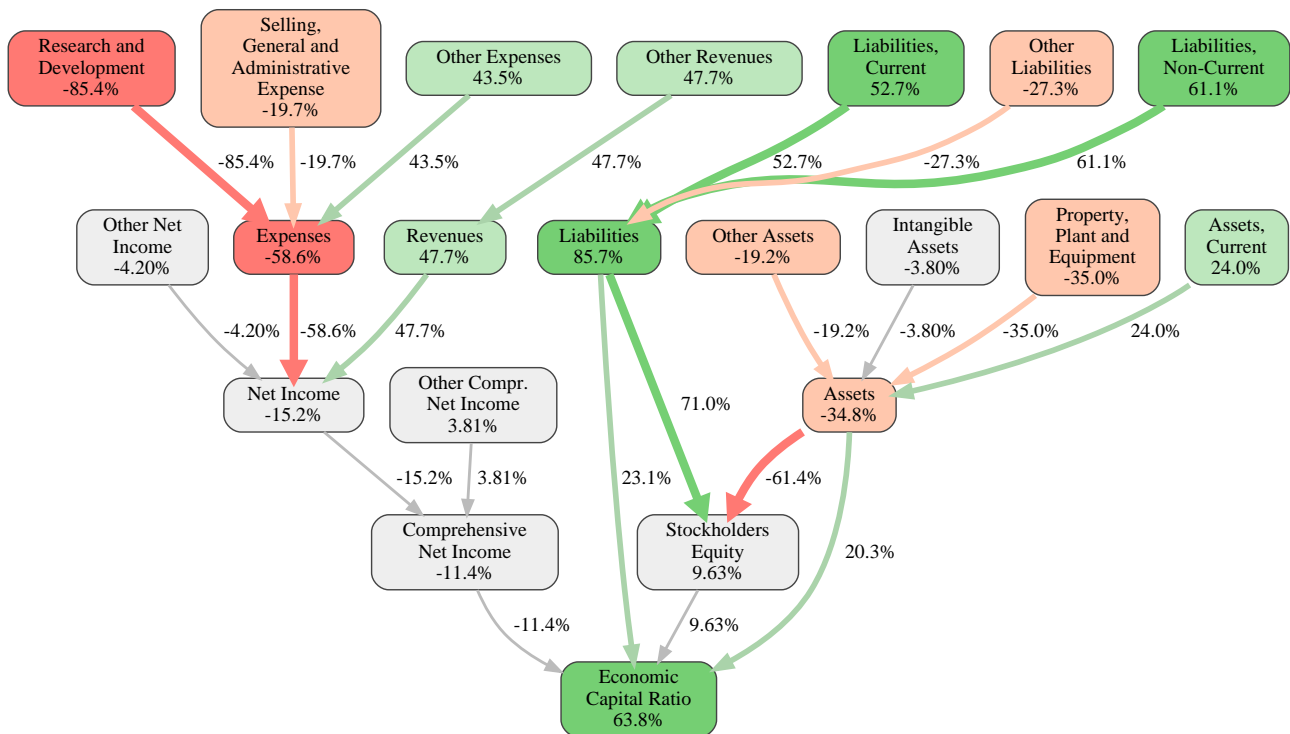 Research and
Development
-85.4%
Selling,
General and
Administrative
Expense
-19.7%
Other Expenses
43.5%
Other Revenues
47.7%
Liabilities,
Current
52.7%
Other
Liabilities
-27.3%
Liabilities,
Non-Current
61.1%
-85.4%
-19.7%
43.5%
47.7%
52.7%
-27.3%
61.1%
Other Net
Income
-4.20%
Expenses
-58.6%
Revenues
47.7%
Liabilities
85.7%
Other Assets
-19.2%
Intangible
Assets
-3.80%
Property,
Plant and
Equipment
-35.0%
Assets,
Current
24.0%
-4.20%
-58.6%
47.7%
-19.2%
-3.80%
-35.0%
24.0%
Net Income
-15.2%
Other Compr.
Net Income
3.81%
71.0%
Assets
-34.8%
-15.2%
3.81%
23.1%
-61.4%
Comprehensive
Net Income
-11.4%
Stockholders
Equity
9.63%
20.3%
-11.4%
9.63%
Economic
Capital Ratio
63.8%